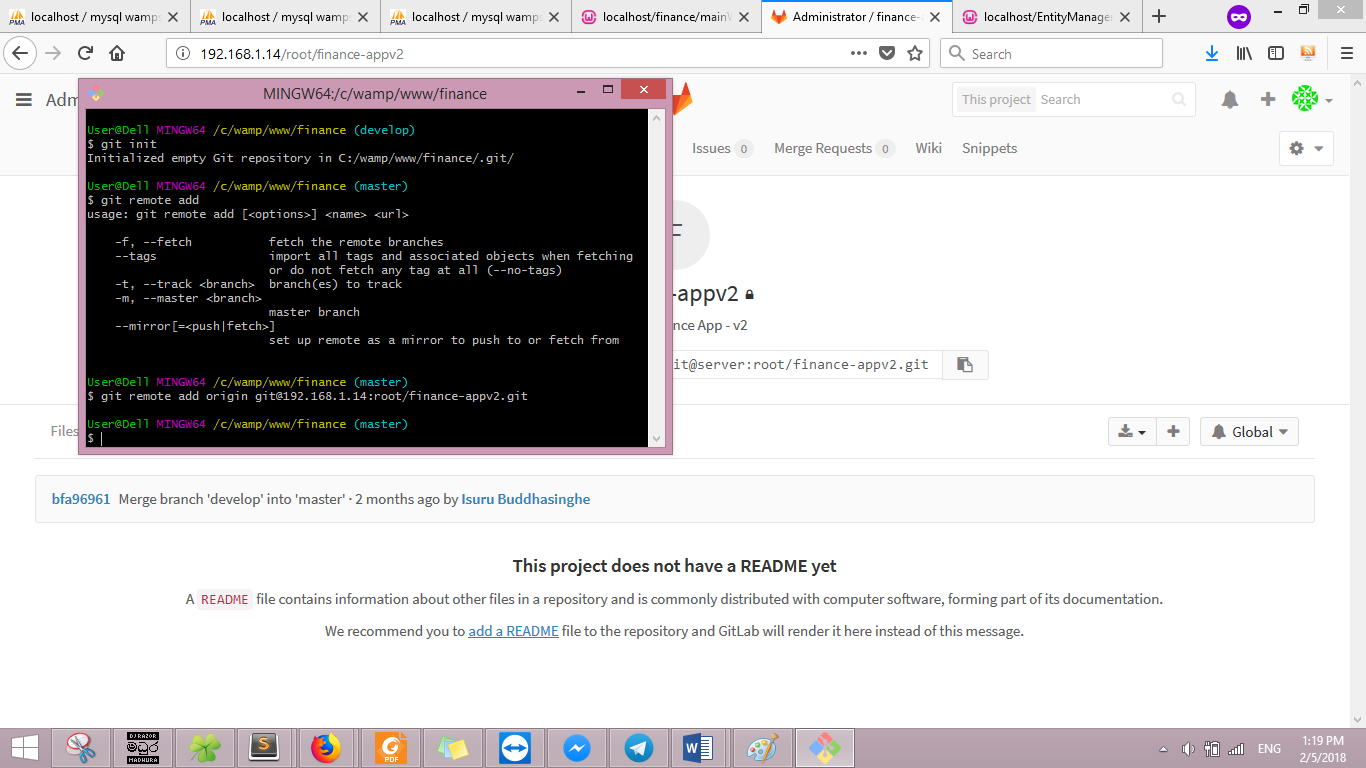 localhost / mysql wamps
localhost / mysql wamps
localhost / mysql wamps
localhost/finance/mainW
Administrator / finance-
localhost/EntityManager
192.168.1.14/root/finance-appv2
Search
MINGW64:/c/wamp/www/finance
Adm
This project
Search
User@Dell MINGW64 /c/wamp/www/finance (develop)
$ git init
Initialized empty Git repository in C:/wamp/www/finance/.git/
User@Dell MINGW64 /c/wamp/www/finance (master)
$ git remote add
usage: git remote add [<options>] <name> <url>
-f, --fetch fetch the remote branches
--tags import all tags and associated objects when fetching
or do not fetch any tag at all (--no-tags)
-t, --track <branch> branch(es) to track
-m, --master <branch>
master branch
--mirror[=<push|fetch>]
set up remote as a mirror to push to or fetch from
User@Dell MINGW64 /c/wamp/www/finance (master)
$ git remote add origin git@192.168.1.14:root/finance-appv2.git
User@Dell MINGW64 /c/wamp/www/finance (master)
$
Issues 0 Merge Requests 0 Wiki Snippets
F
-appv2
nce App - v2
it@server:root/finance-appv2.git
Files
Global
bfa96961 Merge branch 'develop' into 'master' · 2 months ago by Isuru Buddhasinghe
This project does not have a README yet
A README file contains information about other files in a repository and is commonly distributed with computer software, forming part of its documentation.
We recommend you to add a README file to the repository and GitLab will render it here instead of this message.
DJ RAZOR
MADHURA
PDF
ENG
1:19 PM
2/5/2018